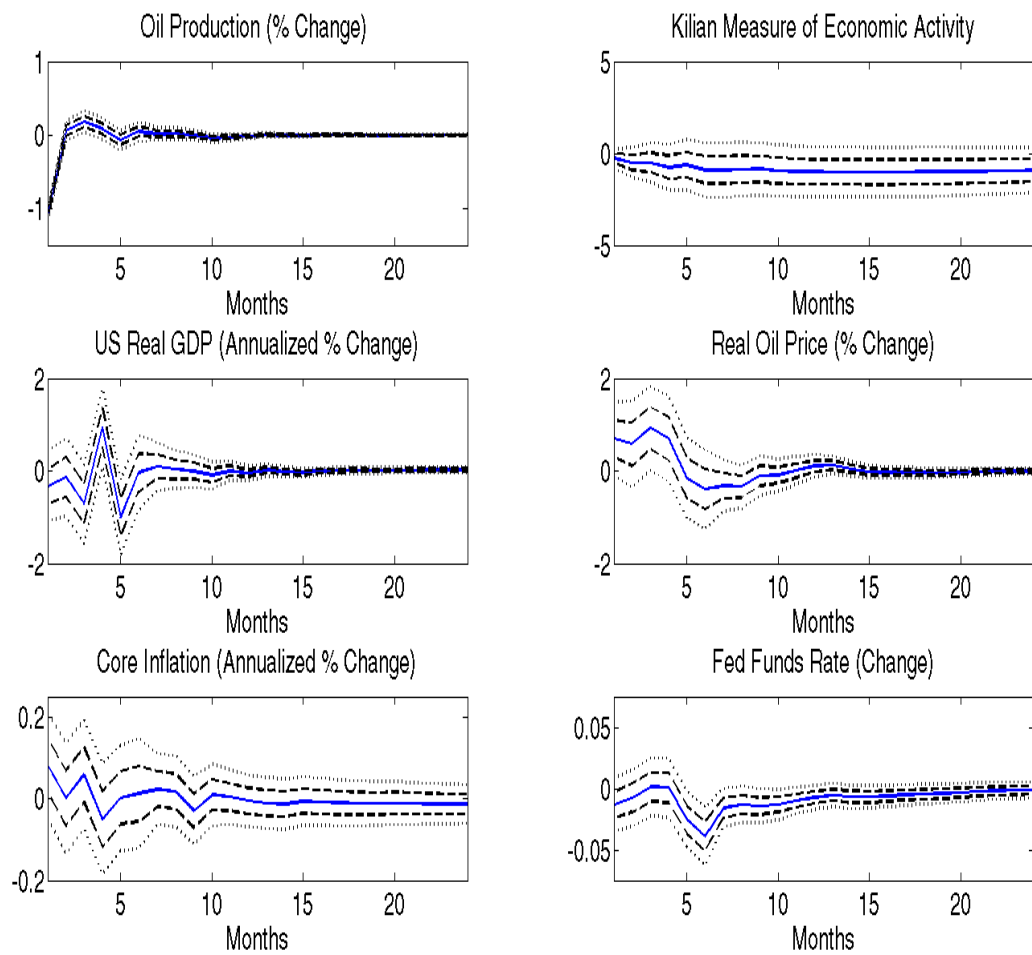 Oil Production (% Change)
1
0
-1
5 10 15 20
Months
Kilian Measure of Economic Activity
5
0
-5
5 10 15 20
Months
US Real GDP (Annualized % Change)
2
0
-2
5 10 15 20
Months
Real Oil Price (% Change)
2
0
-2
5 10 15 20
Months
Core Inflation (Annualized % Change)
0.2
0
-0.2
5 10 15 20
Months
Fed Funds Rate (Change)
0.05
0
-0.05
5 10 15 20
Months